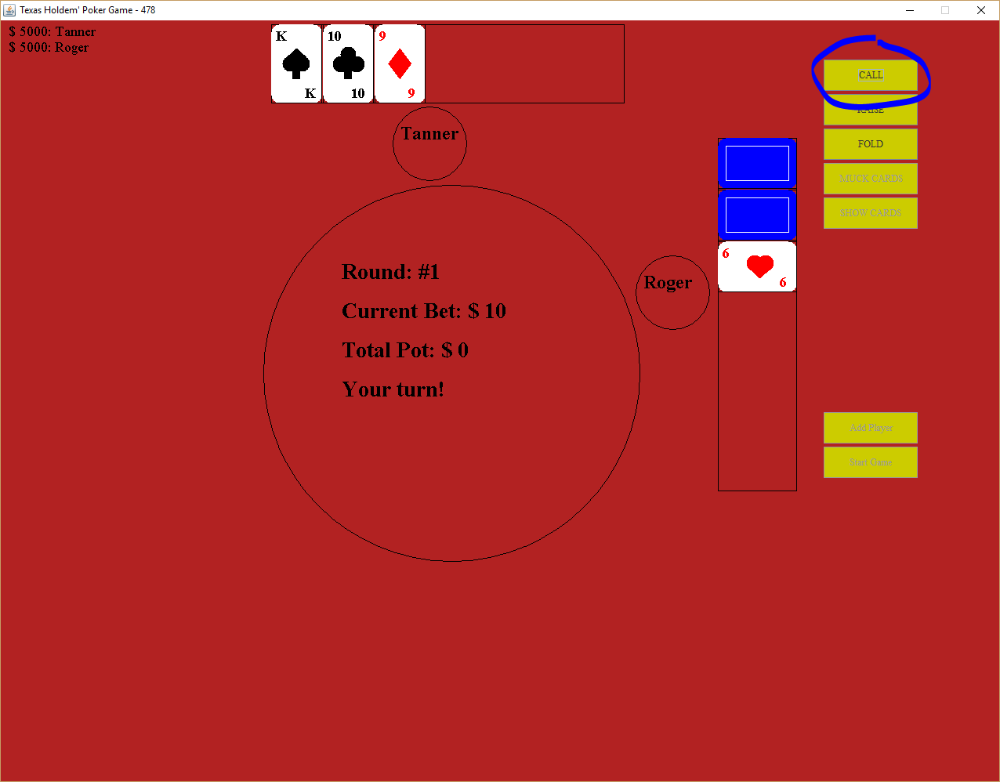 Texas Holdem' Poker Game - 478
$ 5000: Tanner
$ 5000: Roger
K
10
9
K
10
9
CALL
RAISE
FOLD
MUCK CARDS
SHOW CARDS
Tanner
6
6
Roger
Round: #1
Current Bet: $ 10
Total Pot: $ 0
Your turn!
Add Player
Start Game